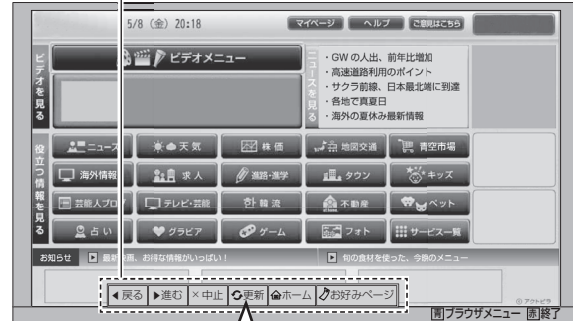 5/8（金）20:18 マイページ ヘルプ ご意見はこちら
ビデオを見る
ビデオメニュー
ニュースを見る
・GWの人出、前年比増加
・高速道路利用のポイント
・サクラ前線、日本最北端に到達
・各地で真夏日
・海外の夏休み最新情報
役立つ情報を見る
ニュース 天気 株価 地図交通 青空市場
海外情報 求人 進路・進学 タウン キッズ
芸能人ブログ テレビ・芸能 韓流 不動産 ペット
占い グラビア ゲーム フォト サービス一覧
お知らせ お得な情報がいっぱい! 旬の食材を使った、今晩のメニュー
戻る 進む ×中止 更新 ホーム お好みページ
© アクトビラ
青 ブラウザメニュー 赤 終了